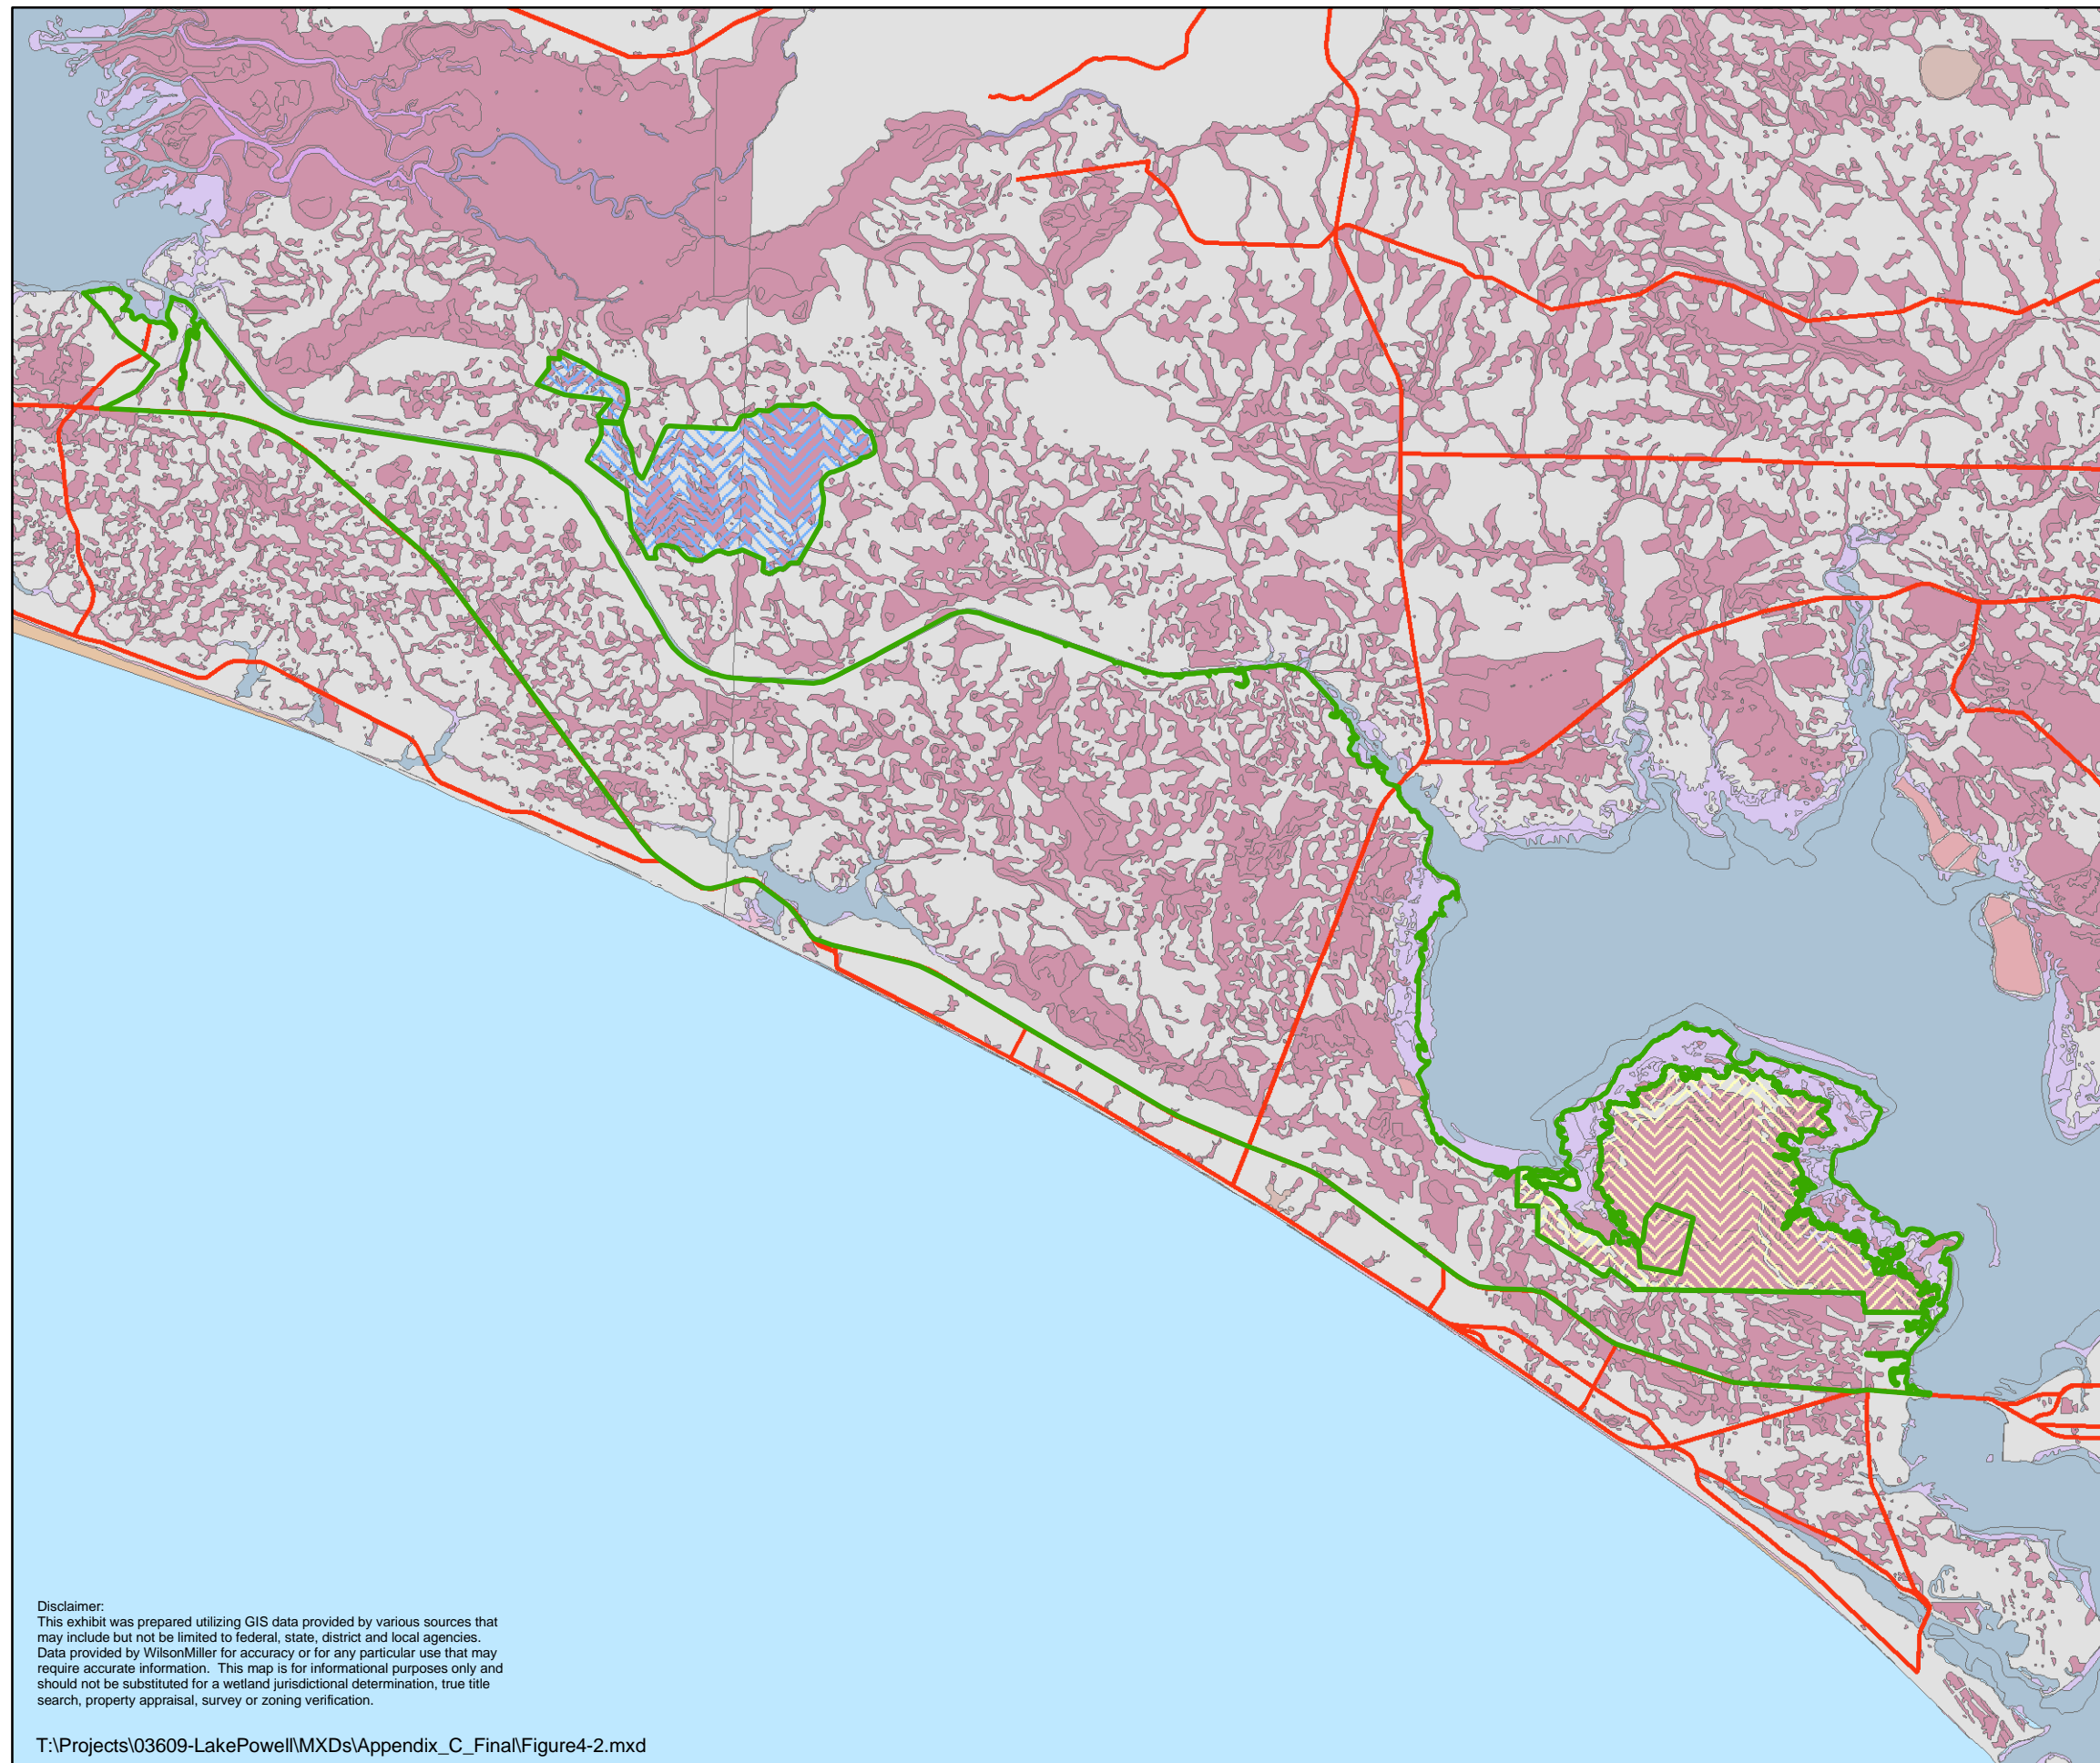 Disclaimer:
This exhibit was prepared utilizing GIS data provided by various sources that
may include but not be limited to federal, state, district and local agencies.
Data provided by WilsonMiller for accuracy or for any particular use that may
require accurate information.  This map is for informational purposes only and
should not be substituted for a wetland jurisdictional determination, true title
search, property appraisal, survey or zoning verification.
T:\Projects\03609-LakePowell\MXDs\Appendix_C_Final\Figure4-2.mxd